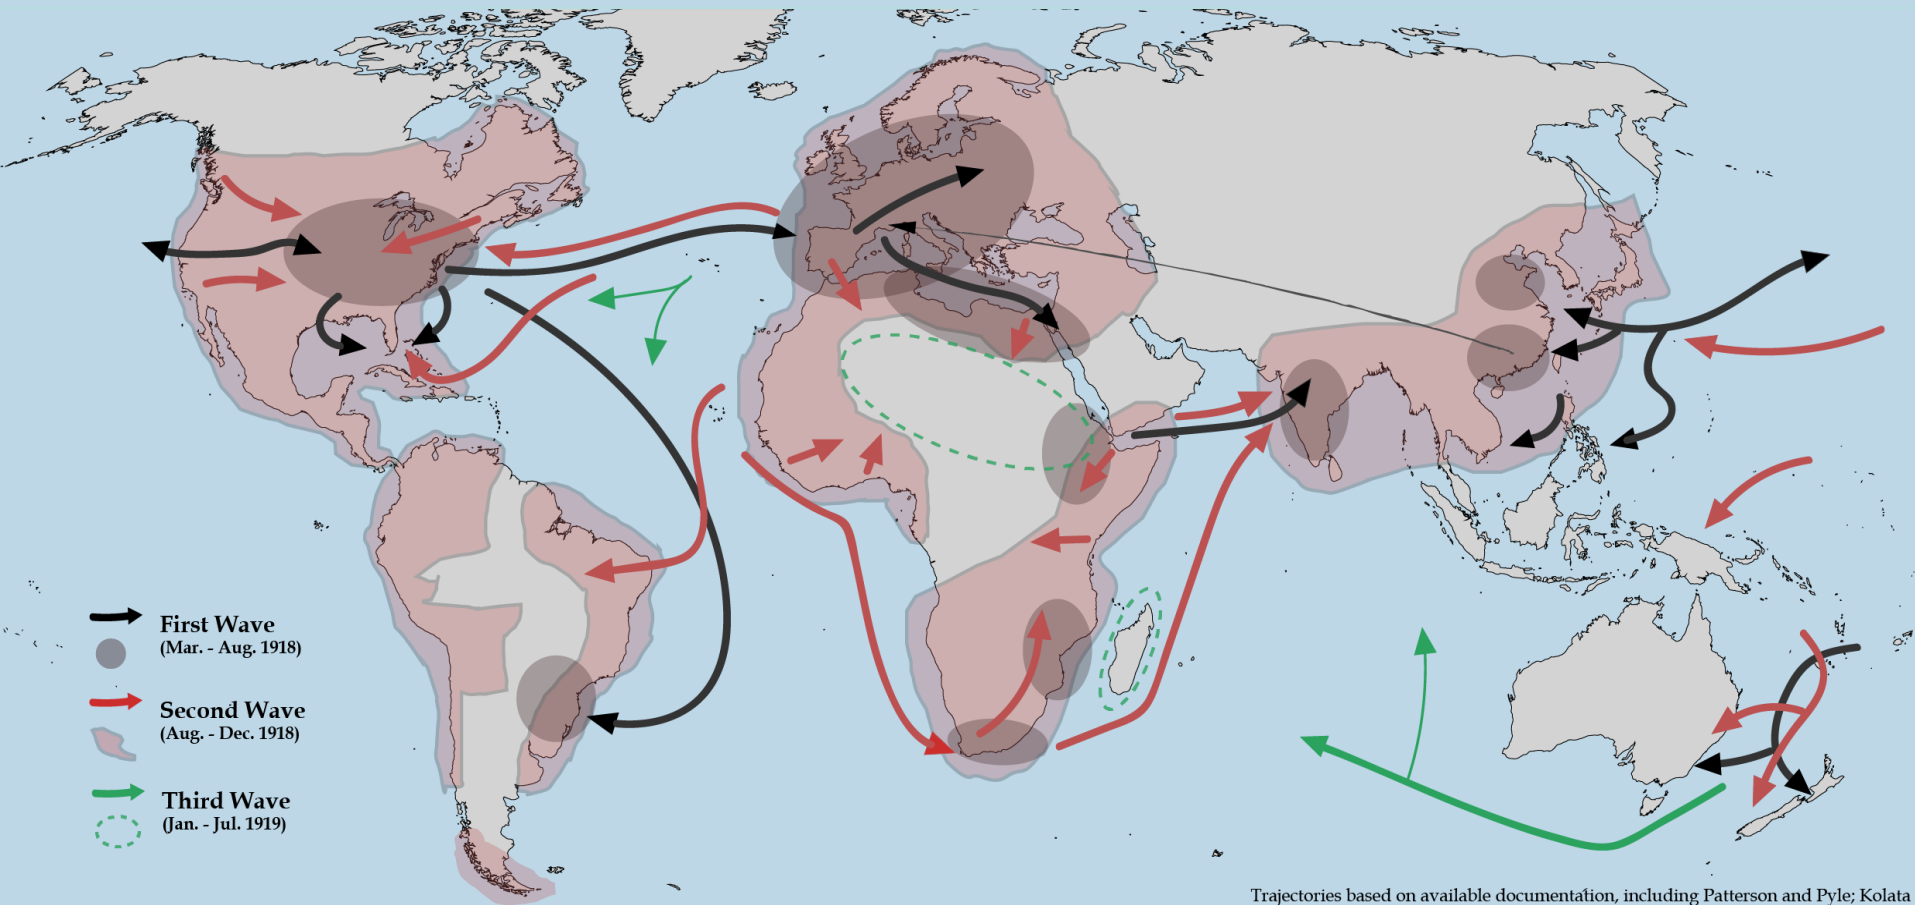 First Wave
(Mar. - Aug. 1918)
Second Wave
(Aug. - Dec. 1918)
Third Wave
(Jan. - Jul. 1919)
Trajectories based on available documentation, including Patterson and Pyle; Kolata